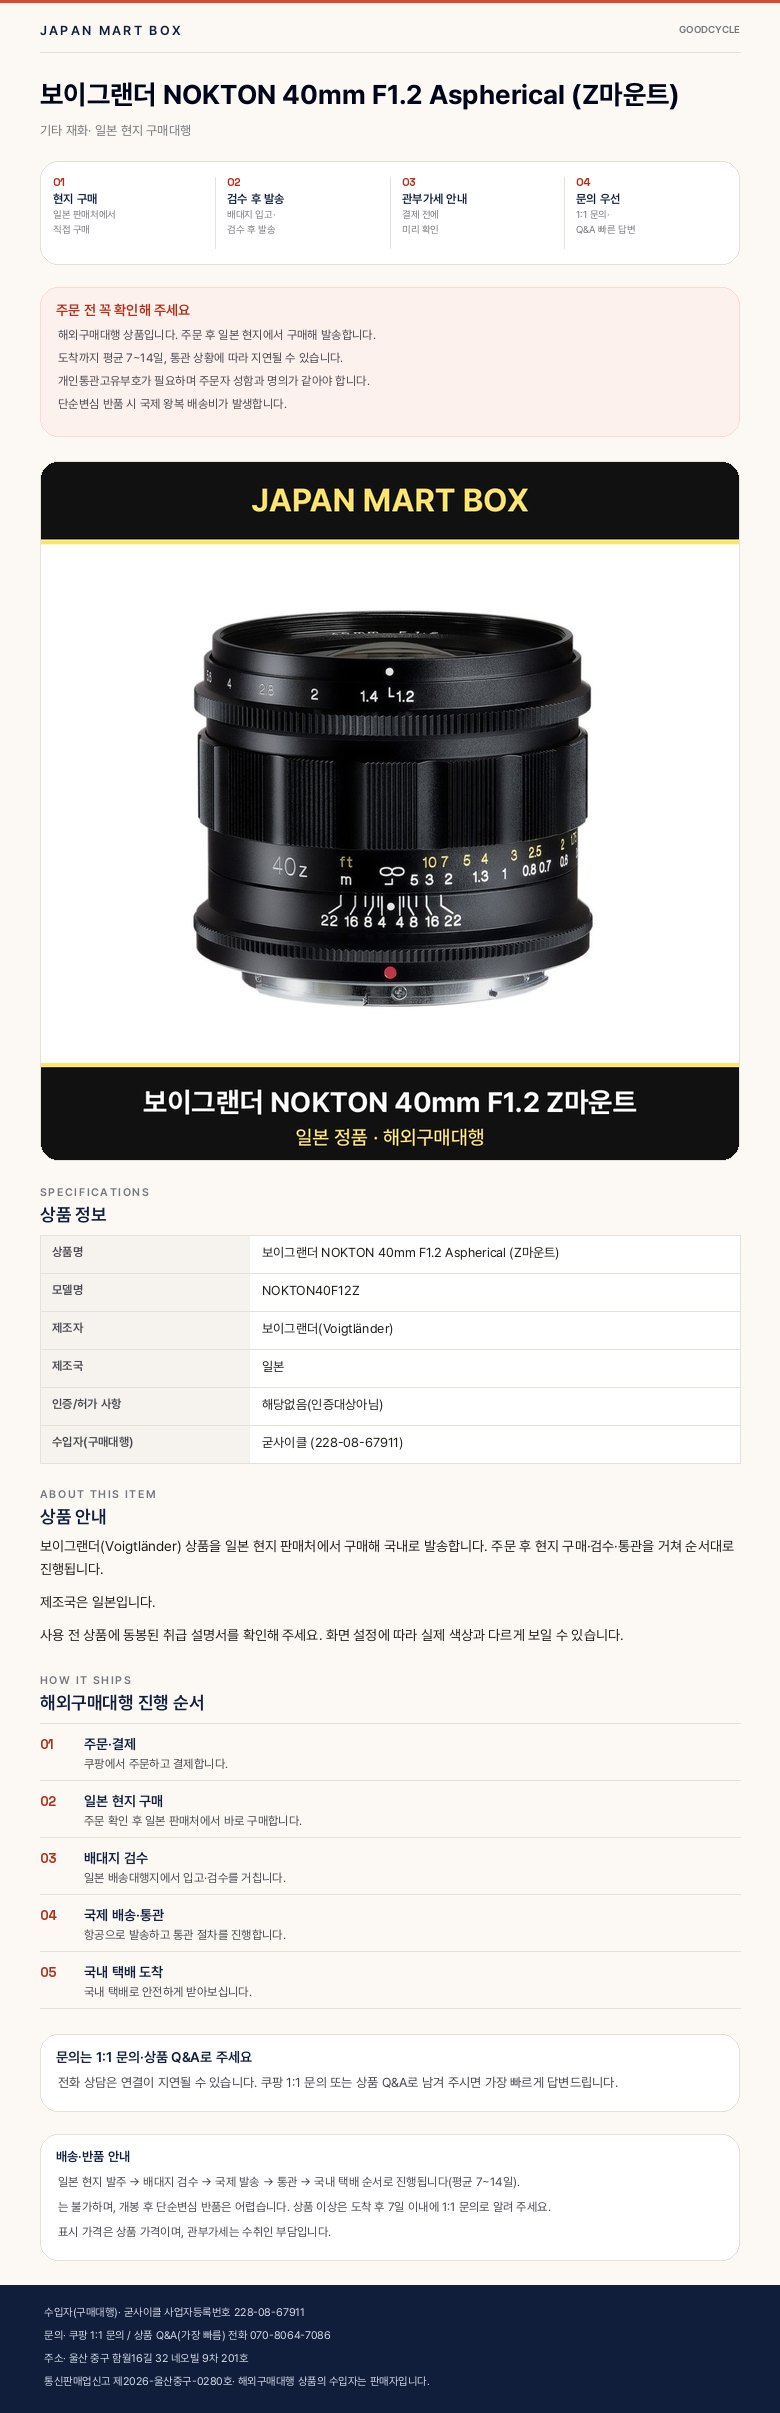 JAPAN MART BOX
GOODCYCLE
보이그랜더 NOKTON 40mm F1.2 Aspherical (Z마운트)
기타 재화· 일본 현지 구매대행
01
현지 구매
일본 판매처에서
직접 구매
02
검수 후 발송
배대지 입고·
검수 후 발송
03
관부가세 안내
결제 전에
미리 확인
04
문의 우선
1:1 문의·
Q&A 빠른 답변
주문 전 꼭 확인해 주세요
해외구매대행 상품입니다. 주문 후 일본 현지에서 구매해 발송합니다.
도착까지 평균 7~14일, 통관 상황에 따라 지연될 수 있습니다.
개인통관고유부호가 필요하며 주문자 성함과 명의가 같아야 합니다.
단순변심 반품 시 국제 왕복 배송비가 발생합니다.
JAPAN MART BOX
5.6 4 2.8 2 1.4 L1.2
40z ft 10 7 5 4 3 2.5 2
m ∞ 5 3 2 1.3 1 0.8 0.7 0.6
22 16 8 4 4 8 16 22
보이그랜더 NOKTON 40mm F1.2 Z마운트
일본 정품 · 해외구매대행
SPECIFICATIONS
상품 정보
상품명 보이그랜더 NOKTON 40mm F1.2 Aspherical (Z마운트)
모델명 NOKTON40F12Z
제조자 보이그랜더(Voigtländer)
제조국 일본
인증/허가 사항 해당없음(인증대상아님)
수입자(구매대행) 굳사이클 (228-08-67911)
ABOUT THIS ITEM
상품 안내
보이그랜더(Voigtländer) 상품을 일본 현지 판매처에서 구매해 국내로 발송합니다. 주문 후 현지 구매·검수·통관을 거쳐 순서대로
진행됩니다.
제조국은 일본입니다.
사용 전 상품에 동봉된 취급 설명서를 확인해 주세요. 화면 설정에 따라 실제 색상과 다르게 보일 수 있습니다.
HOW IT SHIPS
해외구매대행 진행 순서
01 주문·결제
쿠팡에서 주문하고 결제합니다.
02 일본 현지 구매
주문 확인 후 일본 판매처에서 바로 구매합니다.
03 배대지 검수
일본 배송대행지에서 입고·검수를 거칩니다.
04 국제 배송·통관
항공으로 발송하고 통관 절차를 진행합니다.
05 국내 택배 도착
국내 택배로 안전하게 받아보십니다.
문의는 1:1 문의·상품 Q&A로 주세요
전화 상담은 연결이 지연될 수 있습니다. 쿠팡 1:1 문의 또는 상품 Q&A로 남겨 주시면 가장 빠르게 답변드립니다.
배송·반품 안내
일본 현지 발주 → 배대지 검수 → 국제 발송 → 통관 → 국내 택배 순서로 진행됩니다(평균 7~14일).
는 불가하며, 개봉 후 단순변심 반품은 어렵습니다. 상품 이상은 도착 후 7일 이내에 1:1 문의로 알려 주세요.
표시 가격은 상품 가격이며, 관부가세는 수취인 부담입니다.
수입자(구매대행)· 굳사이클 사업자등록번호 228-08-67911
문의· 쿠팡 1:1 문의 / 상품 Q&A(가장 빠름) 전화 070-8064-7086
주소· 울산 중구 함월16길 32 네오빌 9차 201호
통신판매업신고 제2026-울산중구-0280호· 해외구매대행 상품의 수입자는 판매자입니다.